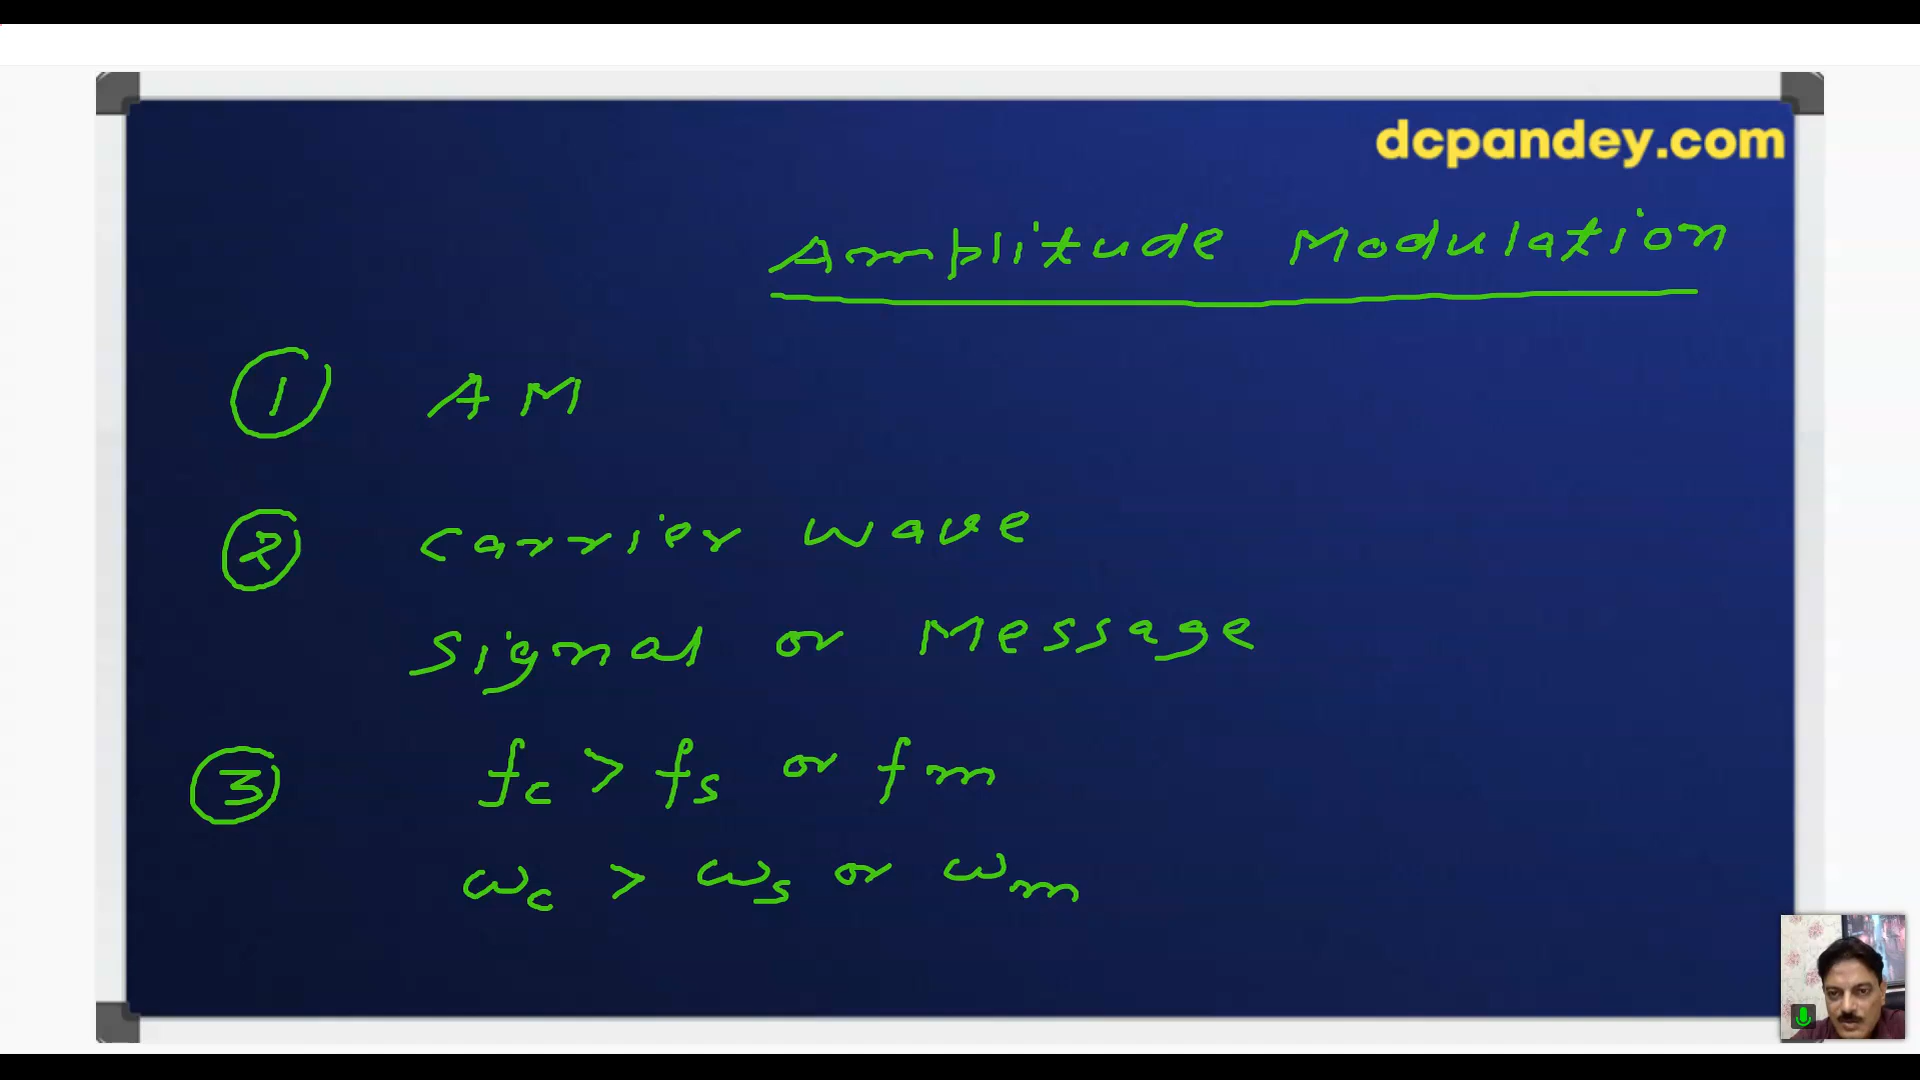 dcpandey.com
Amplitude Modulation
1 AM
2 Carrier wave
Signal or Message
3 fc > fs or fm
ωc > ωs or ωm